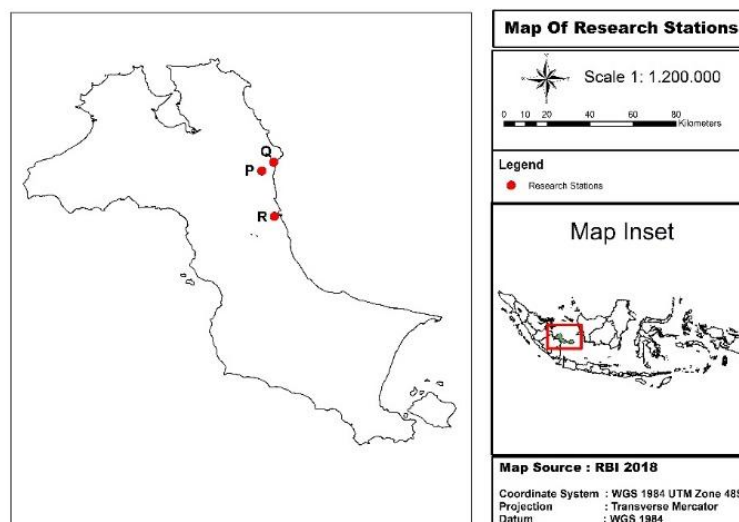 Q
P
R
Map Of Research Stations
Scale 1: 1.200.000
0 10 20 40 60 80
Kilometers
Legend
Research Stations
Map Inset
Map Source : RBI 2018
Coordinate System : WGS 1984 UTM Zone 48S
Projection : Transverse Mercator
Datum : WGS 1984